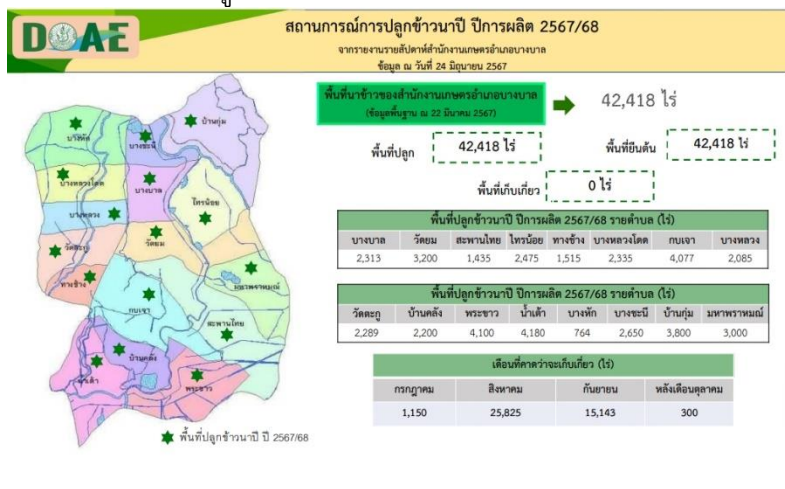 DOAE
สถานการณ์การปลูกข้าวนาปี ปีการผลิต 2567/68
จากรายงานรายสัปดาห์สำนักงานเกษตรอำเภอบางบาล
ข้อมูล ณ วันที่ 24 มิถุนายน 2567
พื้นที่นาข้าวของสำนักงานเกษตรอำเภอบางบาล
(ข้อมูลพื้นฐาน ณ 22 มีนาคม 2567)
42,418 ไร่
พื้นที่ปลูก 42,418 ไร่ พื้นที่ยืนต้น 42,418 ไร่
พื้นที่เก็บเกี่ยว 0 ไร่
พื้นที่ปลูกข้าวนาปี ปีการผลิต 2567/68 รายตำบล (ไร่)
บางบาล วัดยม สะพานไทย ไทรน้อย ทางช้าง บางหลวงโดด กบเจา บางหลวง
2,313 3,200 1,435 2,475 1,515 2,335 4,077 2,085
พื้นที่ปลูกข้าวนาปี ปีการผลิต 2567/68 รายตำบล (ไร่)
วัดตะกู บ้านคลัง พระขาว น้ำเต้า บางหัก บางชะนี บ้านกุ่ม มหาพราหมณ์
2,289 2,200 4,100 4,180 764 2,650 3,800 3,000
เดือนที่คาดว่าจะเก็บเกี่ยว (ไร่)
กรกฎาคม สิงหาคม กันยายน หลังเดือนตุลาคม
1,150 25,825 15,143 300
บางหัก
บางชะนี
บ้านกุ่ม
บางหลวงโดด
บางบาล
ไทรน้อย
บางหลวง
วัดตะกู
วัดยม
ทางช้าง
มหาพราหมณ์
กบเจา
สะพานไทย
บ้านคลัง
น้ำเต้า
พระขาว
พื้นที่ปลูกข้าวนาปี ปี 2567/68